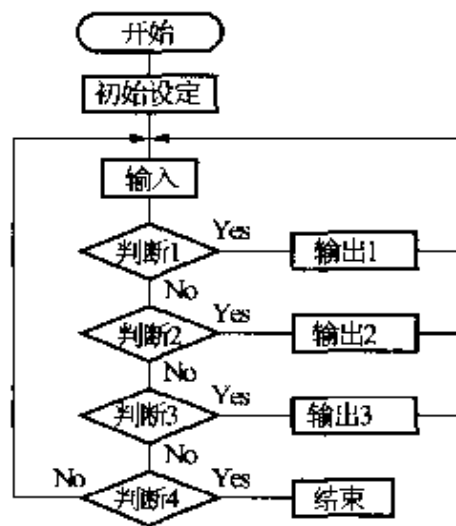 开始
初始设定
输入
判断1
Yes
输出1
No
判断2
Yes
输出2
No
判断3
Yes
输出3
No
No
判断4
Yes
结束